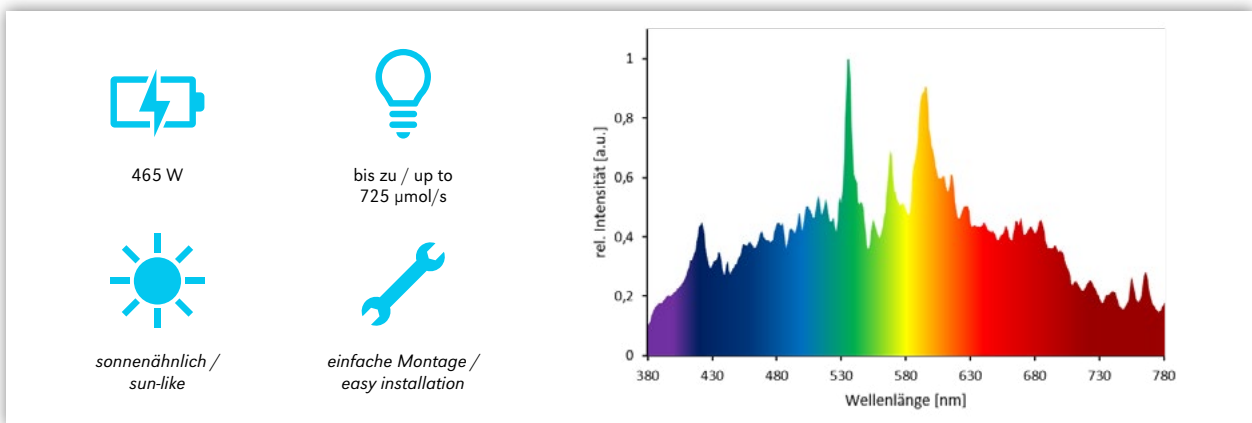 465 W
bis zu / up to
725 µmol/s
sonnenähnlich /
sun-like
einfache Montage /
easy installation
rel. Intensität [a.u.]
1
0,8
0,6
0,4
0,2
0
380 430 480 530 580 630 680 730 780
Wellenlänge [nm]